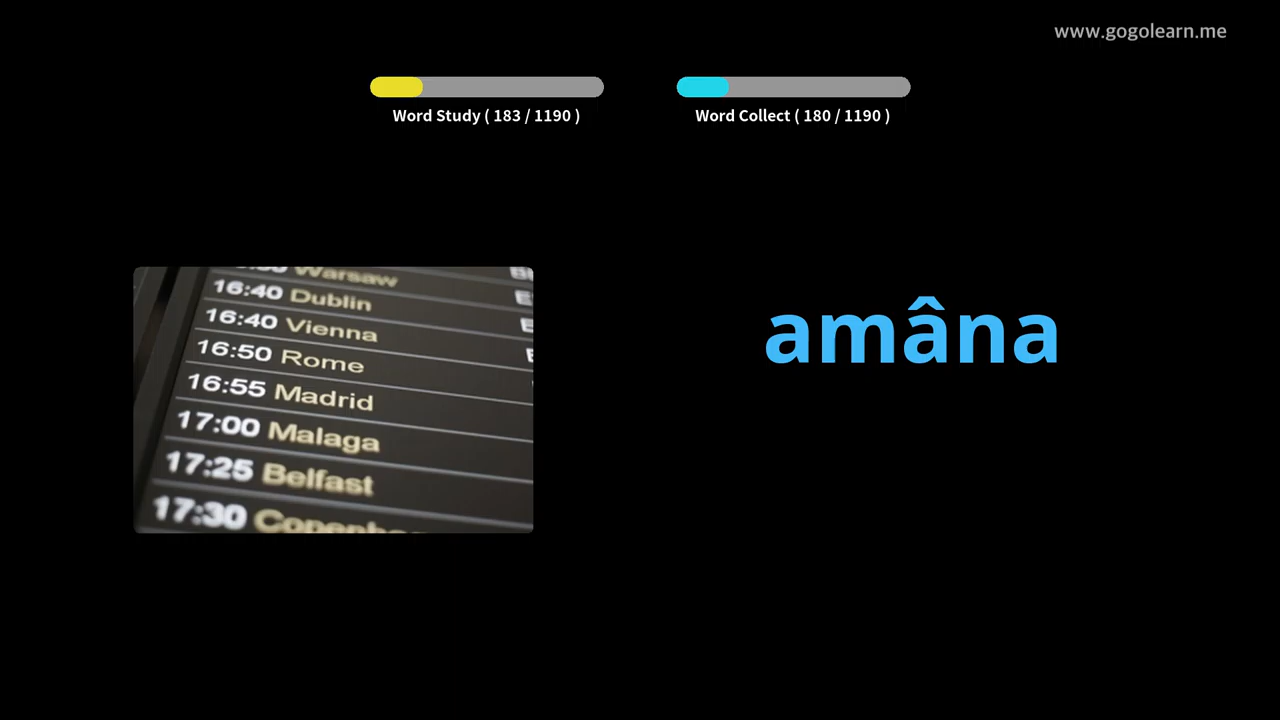 www.gogolearn.me
Word Study ( 183 / 1190 )
Word Collect ( 180 / 1190 )
Warsaw
16:40 Dublin
16:40 Vienna
16:50 Rome
16:55 Madrid
17:00 Malaga
17:25 Belfast
17:30
amâna